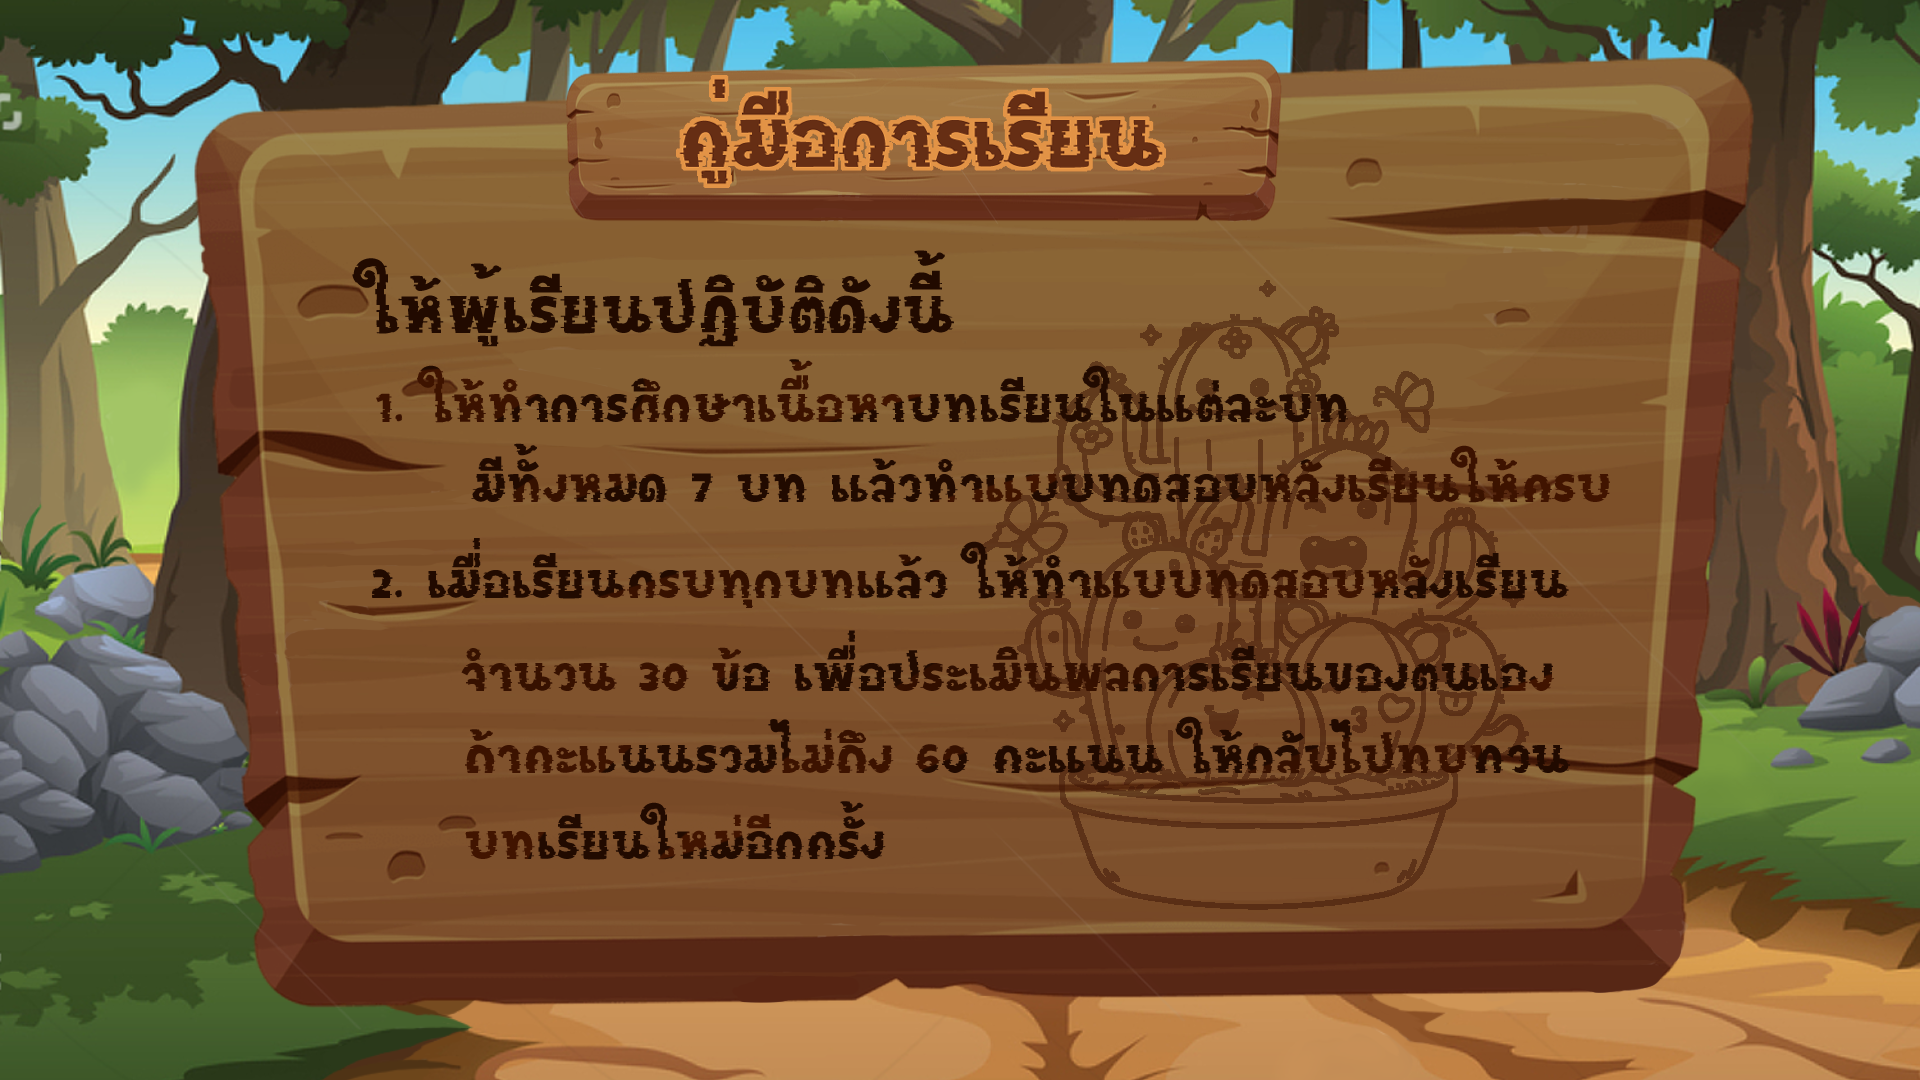 คู่มือการเรียน
ให้ผู้เรียนปฏิบัติดังนี้
1. ให้ทำการศึกษาเนื้อหาบทเรียนในแต่ละบท
มีทั้งหมด 7 บท แล้วทำแบบทดสอบหลังเรียนให้ครบ
2. เมื่อเรียนครบทุกบทแล้ว ให้ทำแบบทดสอบหลังเรียน
จำนวน 30 ข้อ เพื่อประเมินผลการเรียนของตนเอง
ถ้าคะแนนรวมไม่ถึง 60 คะแนน ให้กลับไปทบทวน
บทเรียนใหม่อีกครั้ง